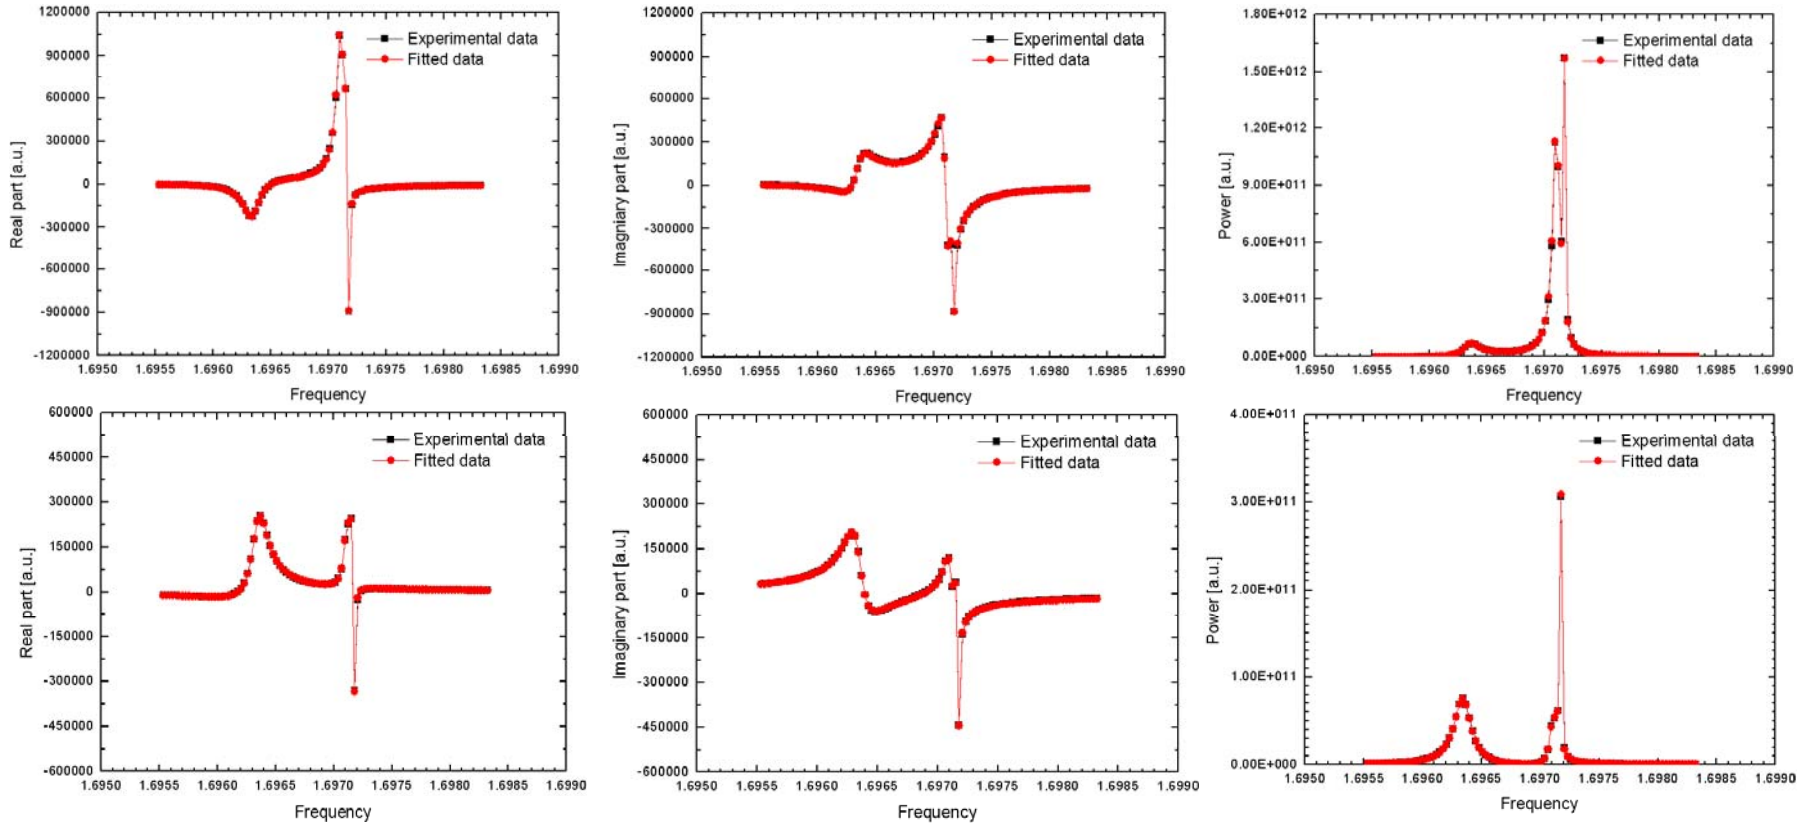 1200000
900000
600000
300000
0
-300000
-600000
-900000
-1200000
Real part [a.u.]
Experimental data
Fitted data
1.6950 1.6955 1.6960 1.6965 1.6970 1.6975 1.6980 1.6985 1.6990
Frequency
1200000
900000
600000
300000
0
-300000
-600000
-900000
-1200000
Imagniary part [a.u.]
Experimental data
Fitted data
1.6950 1.6955 1.6960 1.6965 1.6970 1.6975 1.6980 1.6985 1.6990
Frequency
1.80E+012
1.50E+012
1.20E+012
9.00E+011
6.00E+011
3.00E+011
0.00E+000
Power [a.u.]
Experimental data
Fitted data
1.6950 1.6955 1.6960 1.6965 1.6970 1.6975 1.6980 1.6985 1.6990
Frequency
600000
450000
300000
150000
0
-150000
-300000
-450000
-600000
Real part [a.u.]
Experimental data
Fitted data
1.6950 1.6955 1.6960 1.6965 1.6970 1.6975 1.6980 1.6985 1.6990
Frequency
600000
450000
300000
150000
0
-150000
-300000
-450000
-600000
Imaginary part [a.u.]
Experimental data
Fitted data
1.6950 1.6955 1.6960 1.6965 1.6970 1.6975 1.6980 1.6985 1.6990
Frequency
4.00E+011
3.00E+011
2.00E+011
1.00E+011
0.00E+000
Power [a.u.]
Experimental data
Fitted data
1.6950 1.6955 1.6960 1.6965 1.6970 1.6975 1.6980 1.6985 1.6990
Frequency